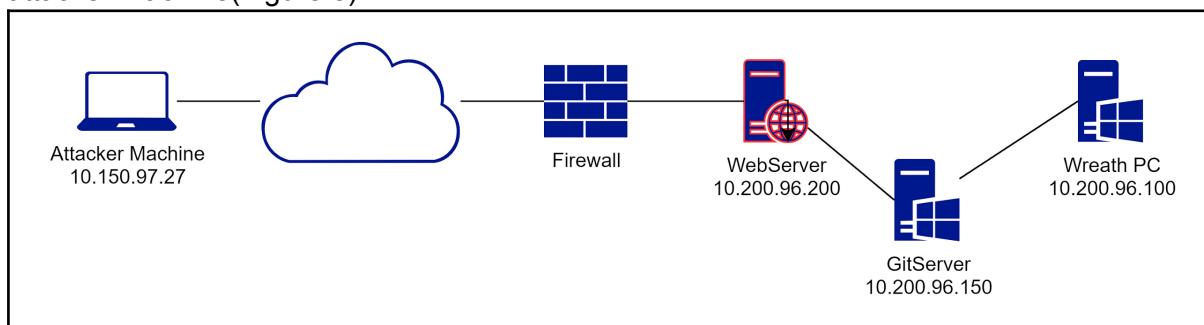 Attacker Machine
10.150.97.27
Firewall
WebServer
10.200.96.200
Wreath PC
10.200.96.100
GitServer
10.200.96.150